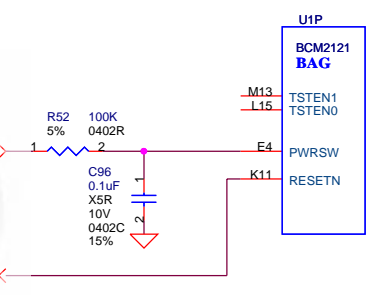 U1P
BCM2121
BAG
M13
TSTEN1
L15
TSTEN0
R52 100K
5% 0402R
1
2
E4
PWRSW
C96
0.1uF
X5R
10V
0402C
15%
1
2
K11
RESETN